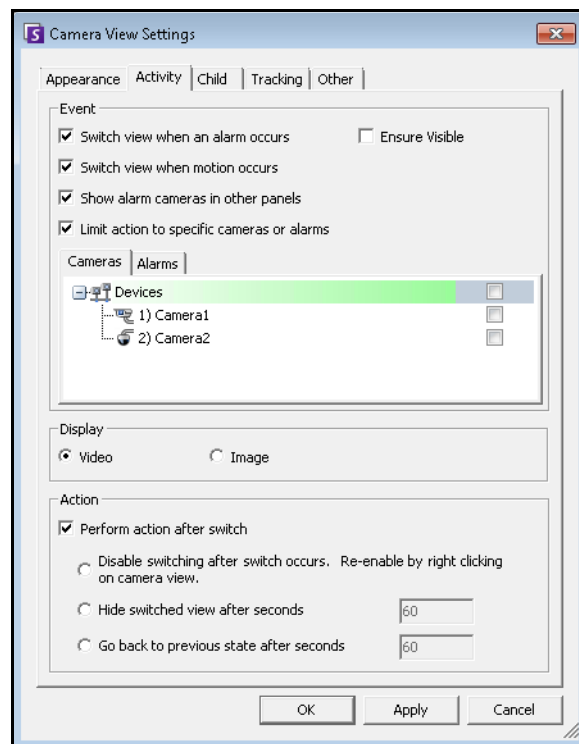 Camera View Settings
Appearance Activity Child Tracking Other
Event
Switch view when an alarm occurs Ensure Visible
Switch view when motion occurs
Show alarm cameras in other panels
Limit action to specific cameras or alarms
Cameras Alarms
Devices
1) Camera1
2) Camera2
Display
Video Image
Action
Perform action after switch
Disable switching after switch occurs. Re-enable by right clicking
on camera view.
Hide switched view after seconds 60
Go back to previous state after seconds 60
OK Apply Cancel